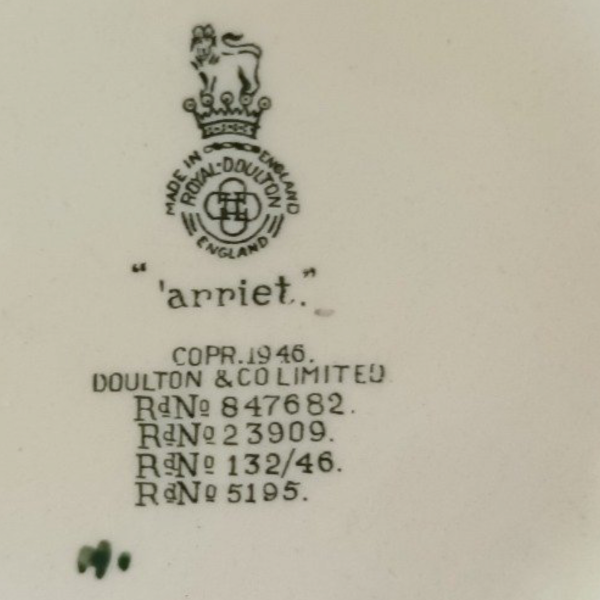 MADE IN ENGLAND
ROYAL·DOULTON
ENGLAND
" 'arriet."
COPR.1946.
DOULTON & CO LIMITED
RdNo 847682.
RdNo 23909.
RdNo 132/46.
RdNo 5195.